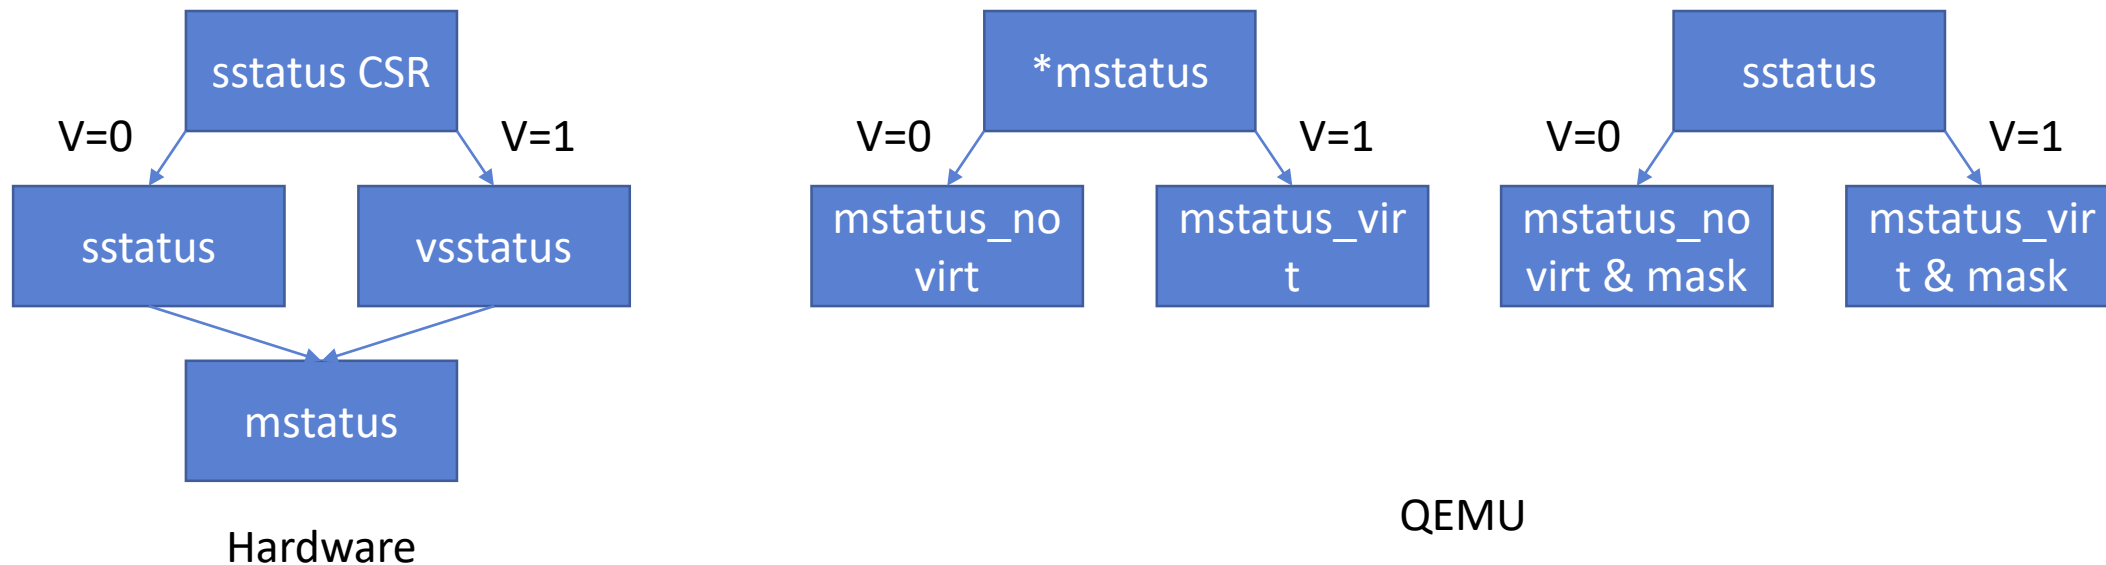 sstatus CSR
V=0
V=1
sstatus
vsstatus
mstatus
Hardware
*mstatus
V=0
V=1
mstatus_no
virt
mstatus_vir
t
sstatus
V=0
V=1
mstatus_no
virt & mask
mstatus_vir
t & mask
QEMU